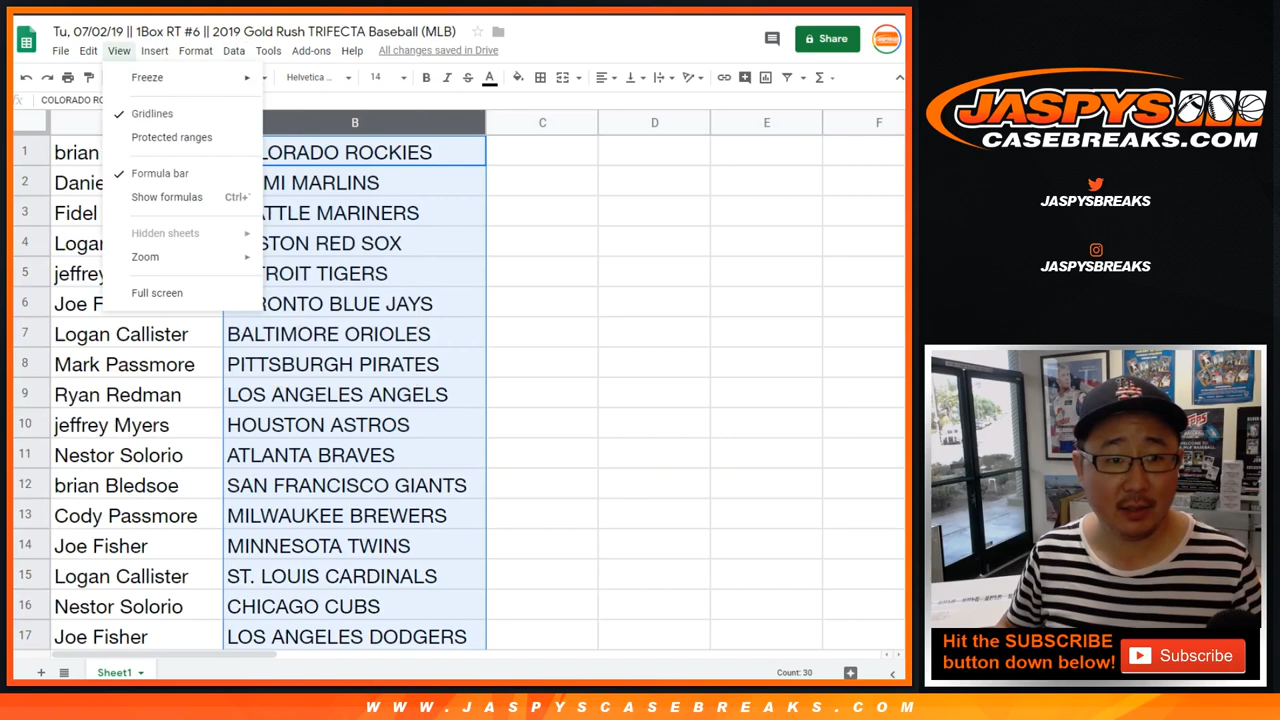 Tu, 07/02/19 || 1Box RT #6 || 2019 Gold Rush TRIFECTA Baseball (MLB)
File Edit View Insert Format Data Tools Add-ons Help All changes saved in Drive
Share
Helvetica ... 14
fx COLORADO RO
Freeze
Gridlines
Protected ranges
Formula bar
Show formulas Ctrl+`
Hidden sheets
Zoom
Full screen
B C D E F
1 brian LORADO ROCKIES
2 Danie MI MARLINS
3 Fidel ATTLE MARINERS
4 Logan STON RED SOX
5 jeffrey TROIT TIGERS
6 Joe F RONTO BLUE JAYS
7 Logan Callister BALTIMORE ORIOLES
8 Mark Passmore PITTSBURGH PIRATES
9 Ryan Redman LOS ANGELES ANGELS
10 jeffrey Myers HOUSTON ASTROS
11 Nestor Solorio ATLANTA BRAVES
12 brian Bledsoe SAN FRANCISCO GIANTS
13 Cody Passmore MILWAUKEE BREWERS
14 Joe Fisher MINNESOTA TWINS
15 Logan Callister ST. LOUIS CARDINALS
16 Nestor Solorio CHICAGO CUBS
17 Joe Fisher LOS ANGELES DODGERS
Sheet1
Count: 30
JASPYS
CASEBREAKS.COM
JASPYSBREAKS
JASPYSBREAKS
topps
Hit the SUBSCRIBE
button down below!
Subscribe
WWW.JASPYSCASEBREAKS.COM